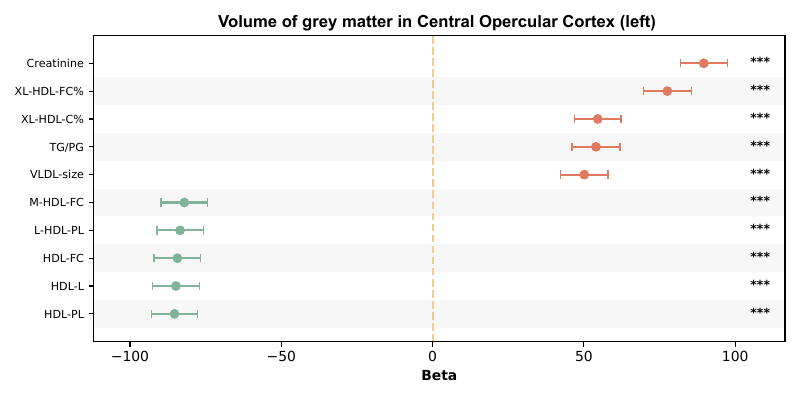 Volume of grey matter in Central Opercular Cortex (left)
Creatinine ***
XL-HDL-FC% ***
XL-HDL-C% ***
TG/PG ***
VLDL-size ***
M-HDL-FC ***
L-HDL-PL ***
HDL-FC ***
HDL-L ***
HDL-PL ***
−100 −50 0 50 100
Beta